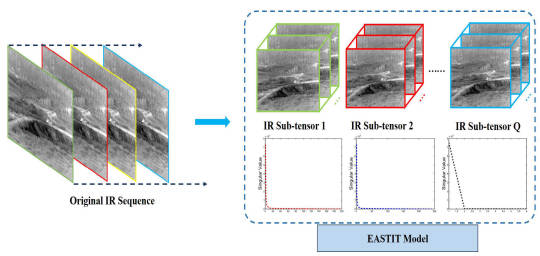 IR Sub-tensor 1
IR Sub-tensor 2
......
IR Sub-tensor Q
Original IR Sequence
Singular Value
Singular Value
Singular Value
EASTIT Model